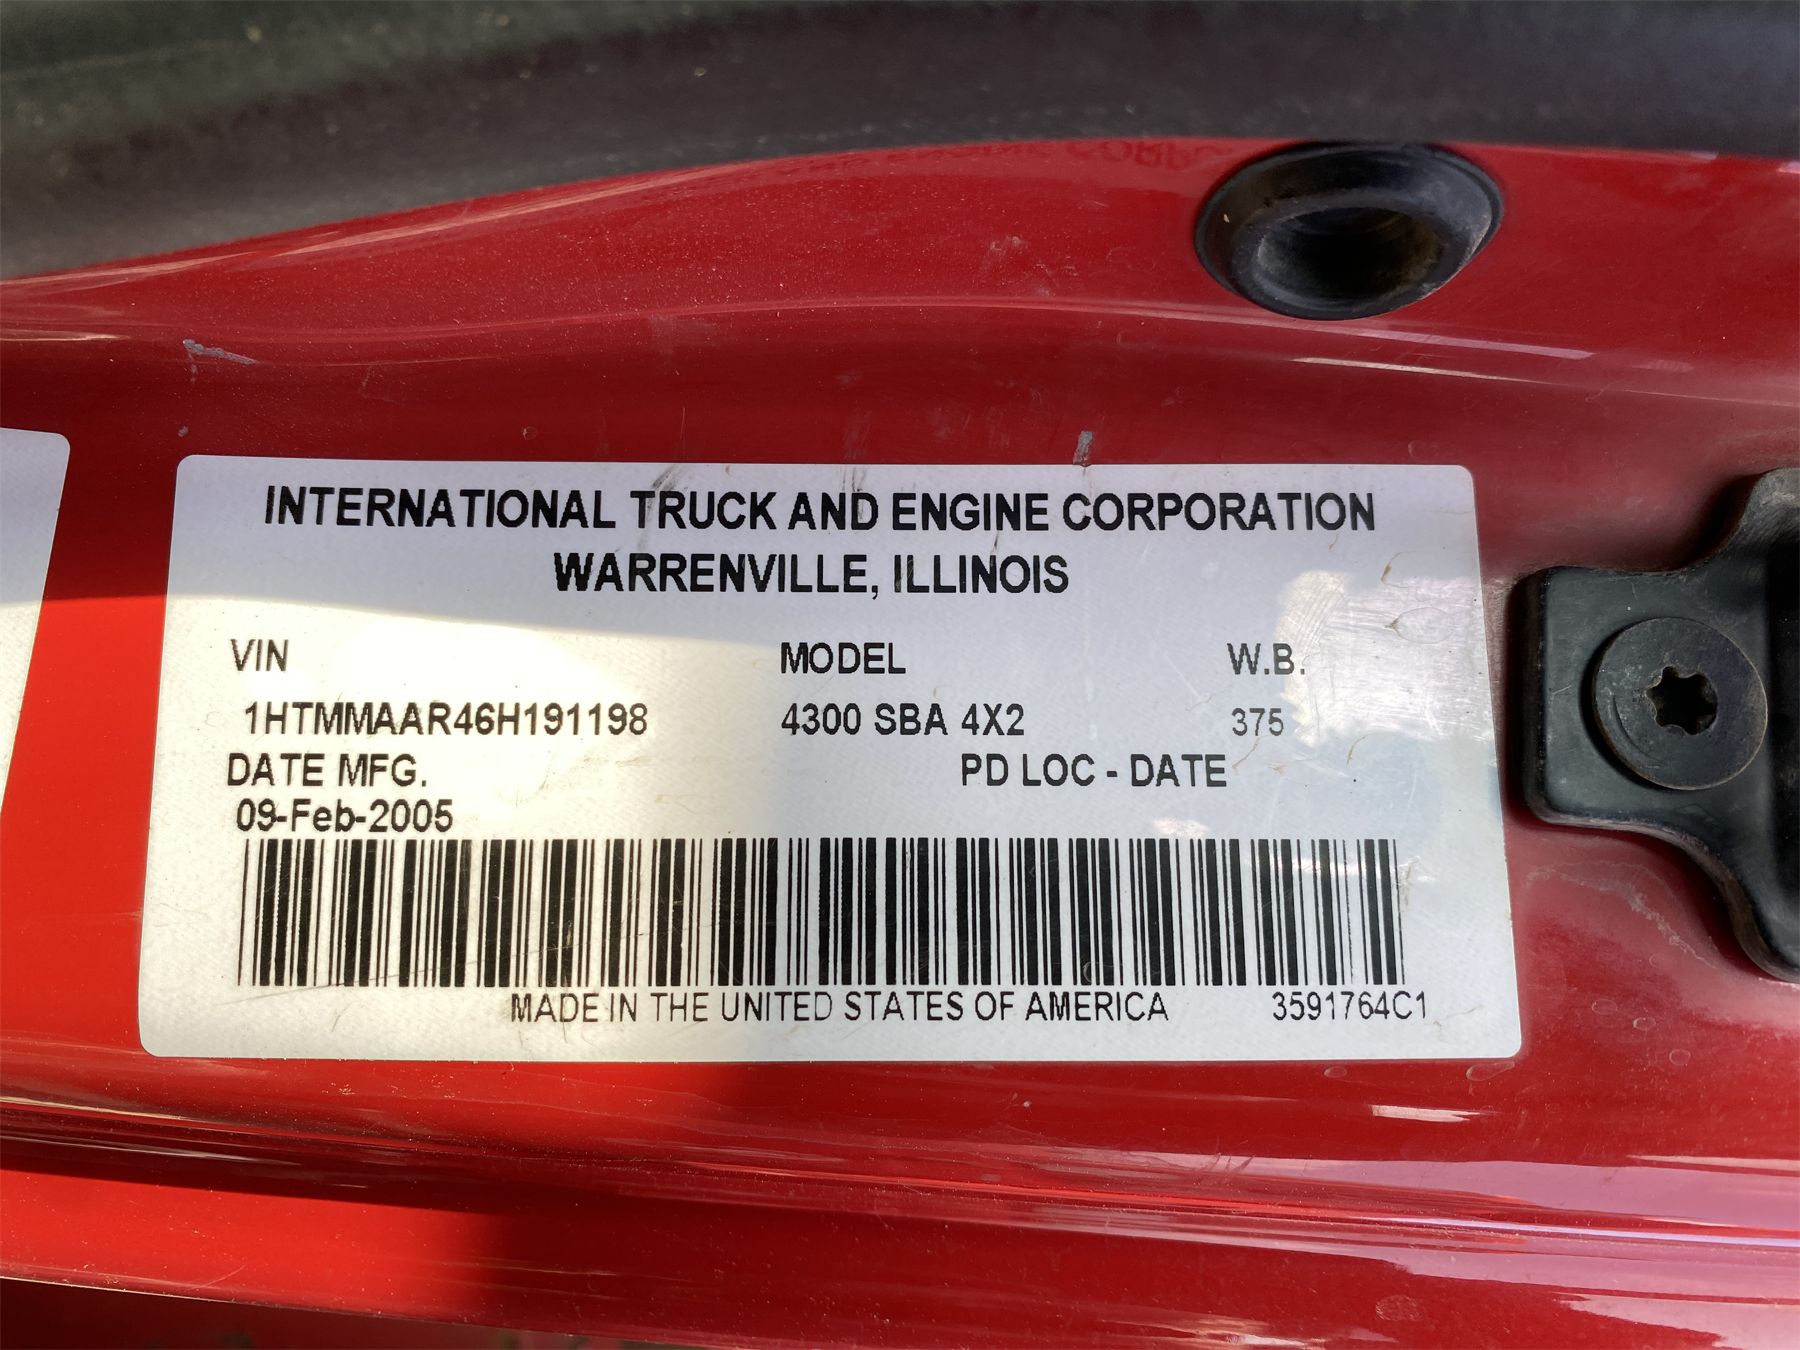 INTERNATIONAL TRUCK AND ENGINE CORPORATION
WARRENVILLE, ILLINOIS
VIN MODEL W.B.
1HTMMAAR46H191198 4300 SBA 4X2 375
DATE MFG. PD LOC - DATE
09-Feb-2005
MADE IN THE UNITED STATES OF AMERICA 3591764C1